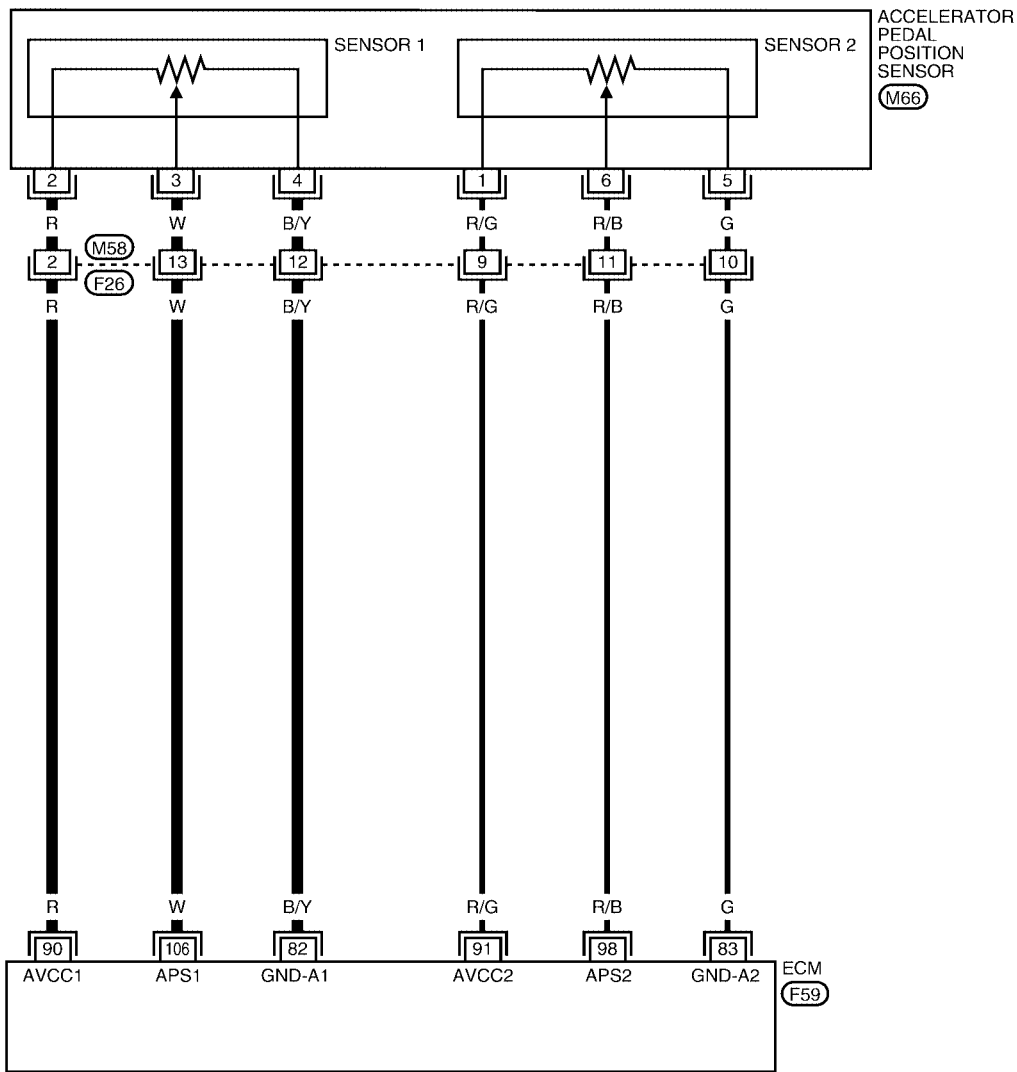 SENSOR 1
SENSOR 2
ACCELERATOR
PEDAL
POSITION
SENSOR
M66
2 3 4 1 6 5
R W B/Y R/G R/B G
M58
2 13 12 9 11 10
F26
R W B/Y R/G R/B G
R W B/Y R/G R/B G
90 106 82 91 98 83
AVCC1 APS1 GND-A1 AVCC2 APS2 GND-A2
ECM
F59